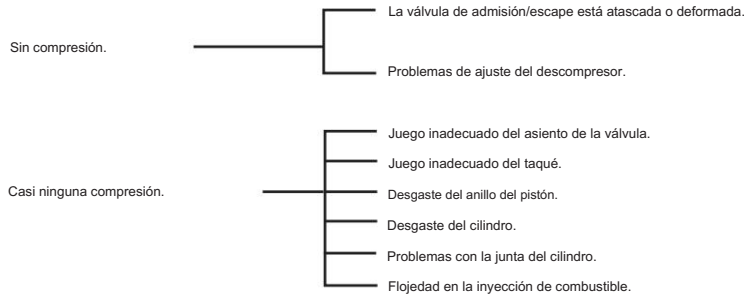 Sin compresión.
La válvula de admisión/escape está atascada o deformada.
Problemas de ajuste del descompresor.
Casi ninguna compresión.
Juego inadecuado del asiento de la válvula.
Juego inadecuado del taqué.
Desgaste del anillo del pistón.
Desgaste del cilindro.
Problemas con la junta del cilindro.
Flojedad en la inyección de combustible.